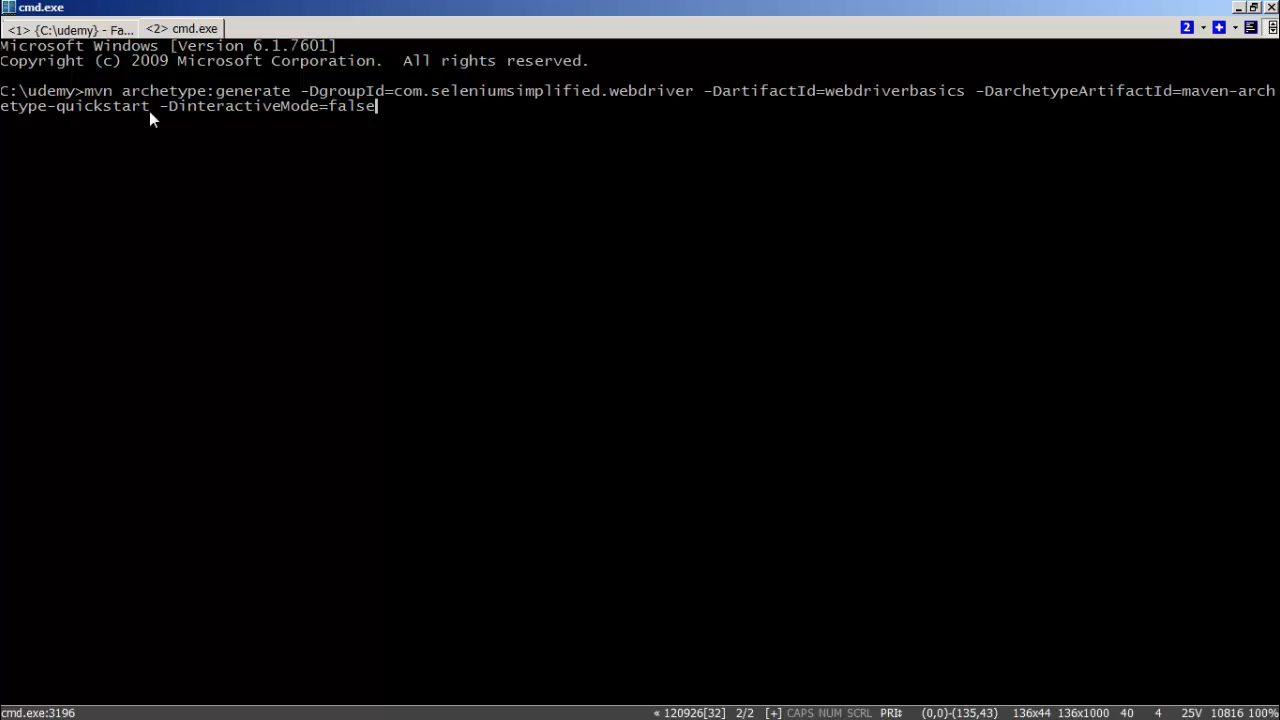 cmd.exe
<1> {C:\udemy} - Fa... <2> cmd.exe 2 +
Microsoft Windows [Version 6.1.7601]
Copyright (c) 2009 Microsoft Corporation. All rights reserved.
C:\udemy>mvn archetype:generate -DgroupId=com.seleniumsimplified.webdriver -DartifactId=webdriverbasics -DarchetypeArtifactId=maven-arch
etype-quickstart -DinteractiveMode=false
cmd.exe:3196 « 120926[32] 2/2 [+] CAPS NUM SCRL PRI↕ (0,0)-(135,43) 136x44 136x1000 40 4 25V 10816 100%